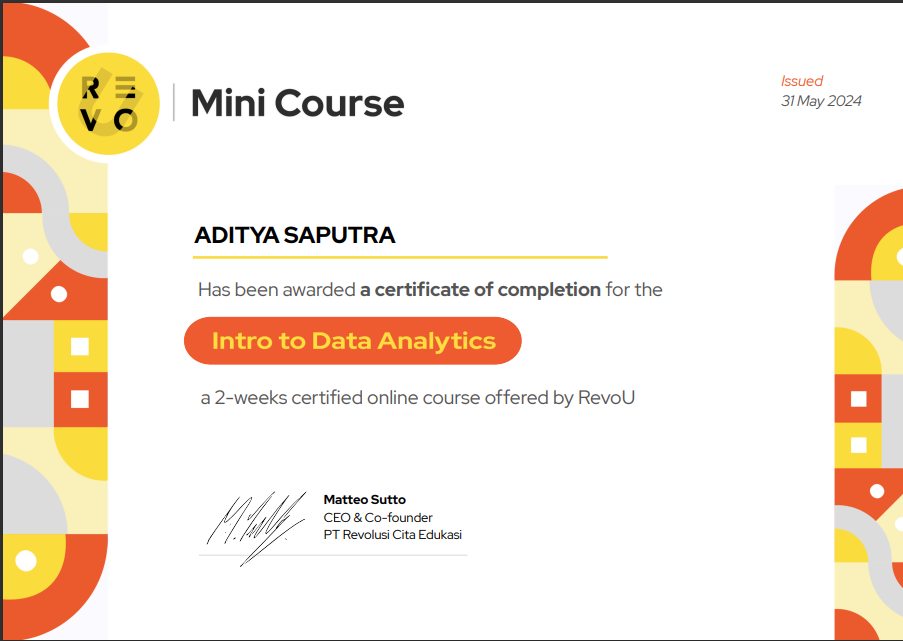 RE
VO
Mini Course
Issued
31 May 2024
ADITYA SAPUTRA
Has been awarded a certificate of completion for the
Intro to Data Analytics
a 2-weeks certified online course offered by RevoU
Matteo Sutto
CEO & Co-founder
PT Revolusi Cita Edukasi